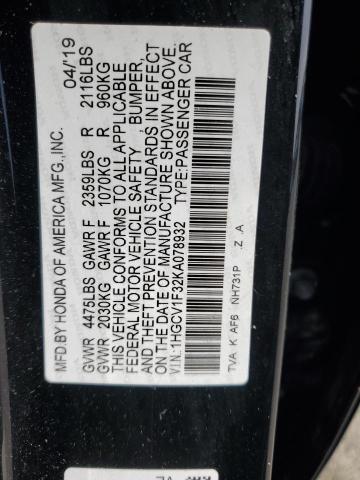 MFD.BY HONDA OF AMERICA MFG.,INC. 04/'19
GVWR 4475LBS GAWR F 2359LBS R 2116LBS
GVWR 2030KG GAWR F 1070KG R 960KG
THIS VEHICLE CONFORMS TO ALL APPLICABLE
FEDERAL MOTOR VEHICLE SAFETY, BUMPER,
AND THEFT PREVENTION STANDARDS IN EFFECT
ON THE DATE OF MANUFACTURE SHOWN ABOVE.
VIN: 1HGCV1F32KA078932 TYPE:PASSENGER CAR
TVA K AF6 NH731P .Z .A